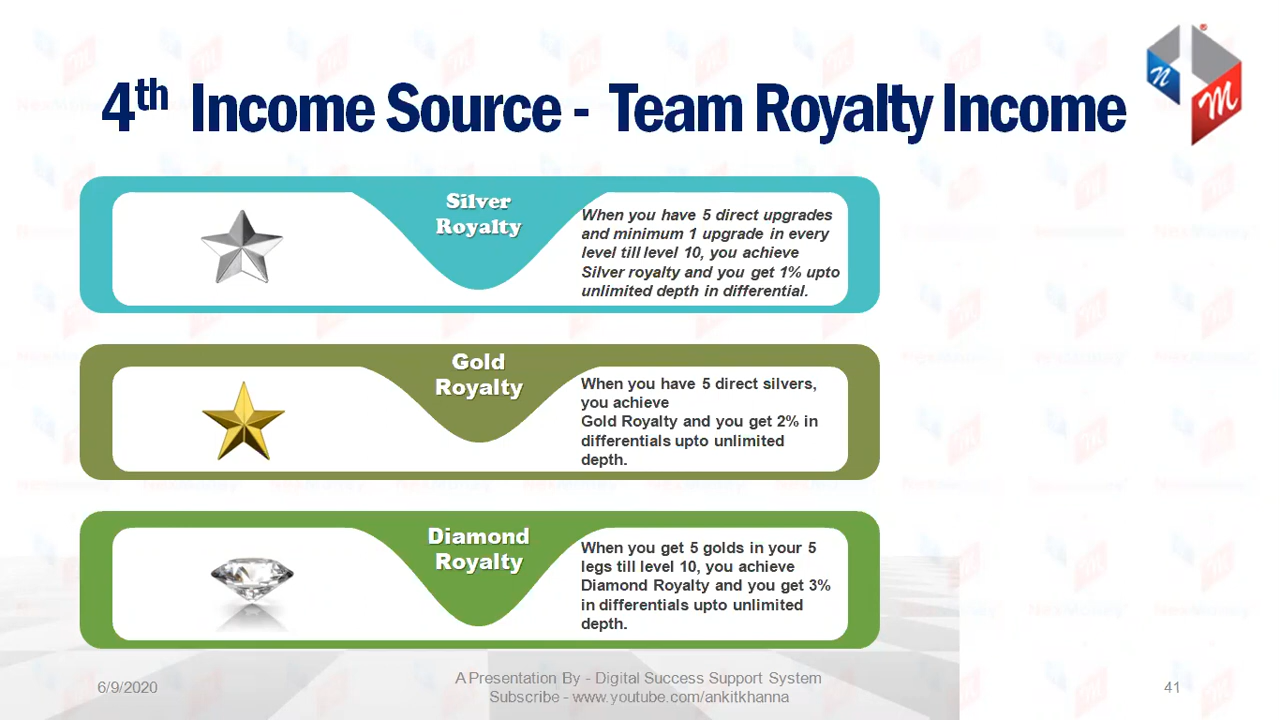 4th Income Source - Team Royalty Income
Silver
Royalty
When you have 5 direct upgrades
and minimum 1 upgrade in every
level till level 10, you achieve
Silver royalty and you get 1% upto
unlimited depth in differential.
Gold
Royalty
When you have 5 direct silvers,
you achieve
Gold Royalty and you get 2% in
differentials upto unlimited
depth.
Diamond
Royalty
When you get 5 golds in your 5
legs till level 10, you achieve
Diamond Royalty and you get 3%
in differentials upto unlimited
depth.
6/9/2020
A Presentation By - Digital Success Support System
Subscribe - www.youtube.com/ankitkhanna
41
n
M